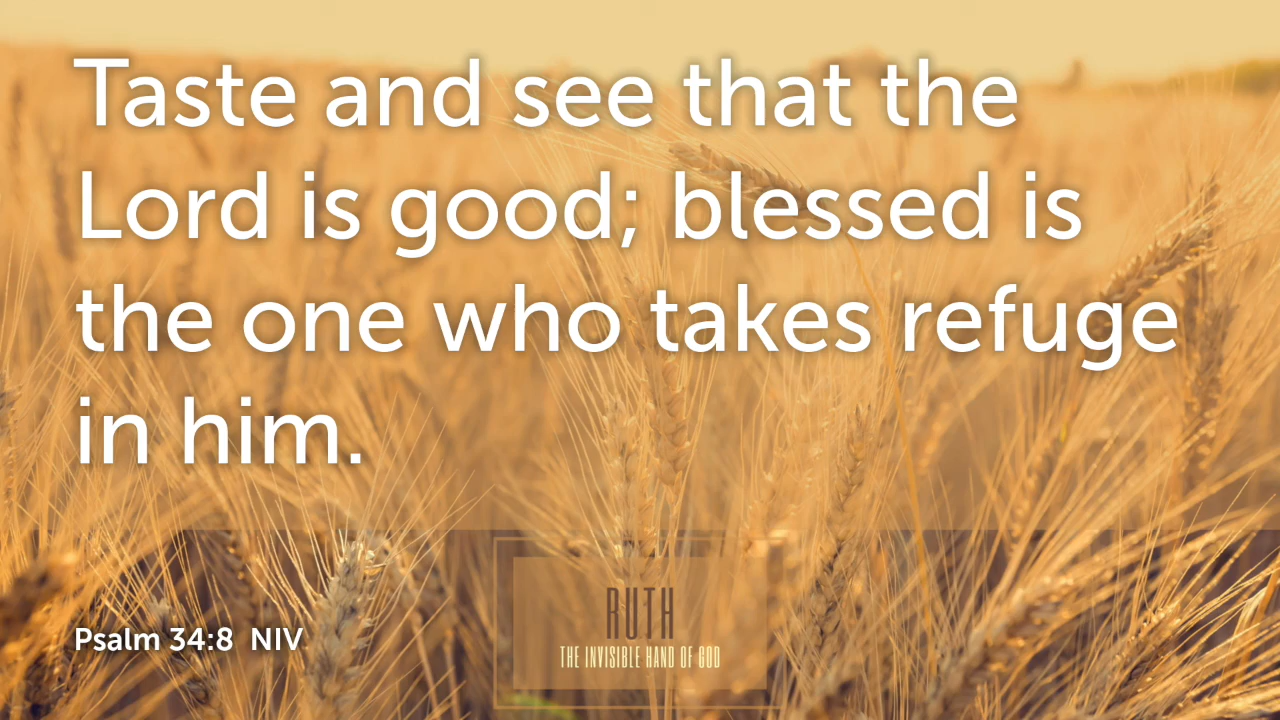 Taste and see that the
Lord is good; blessed is
the one who takes refuge
in him.
Psalm 34:8 NIV
RUTH
THE INVISIBLE HAND OF GOD